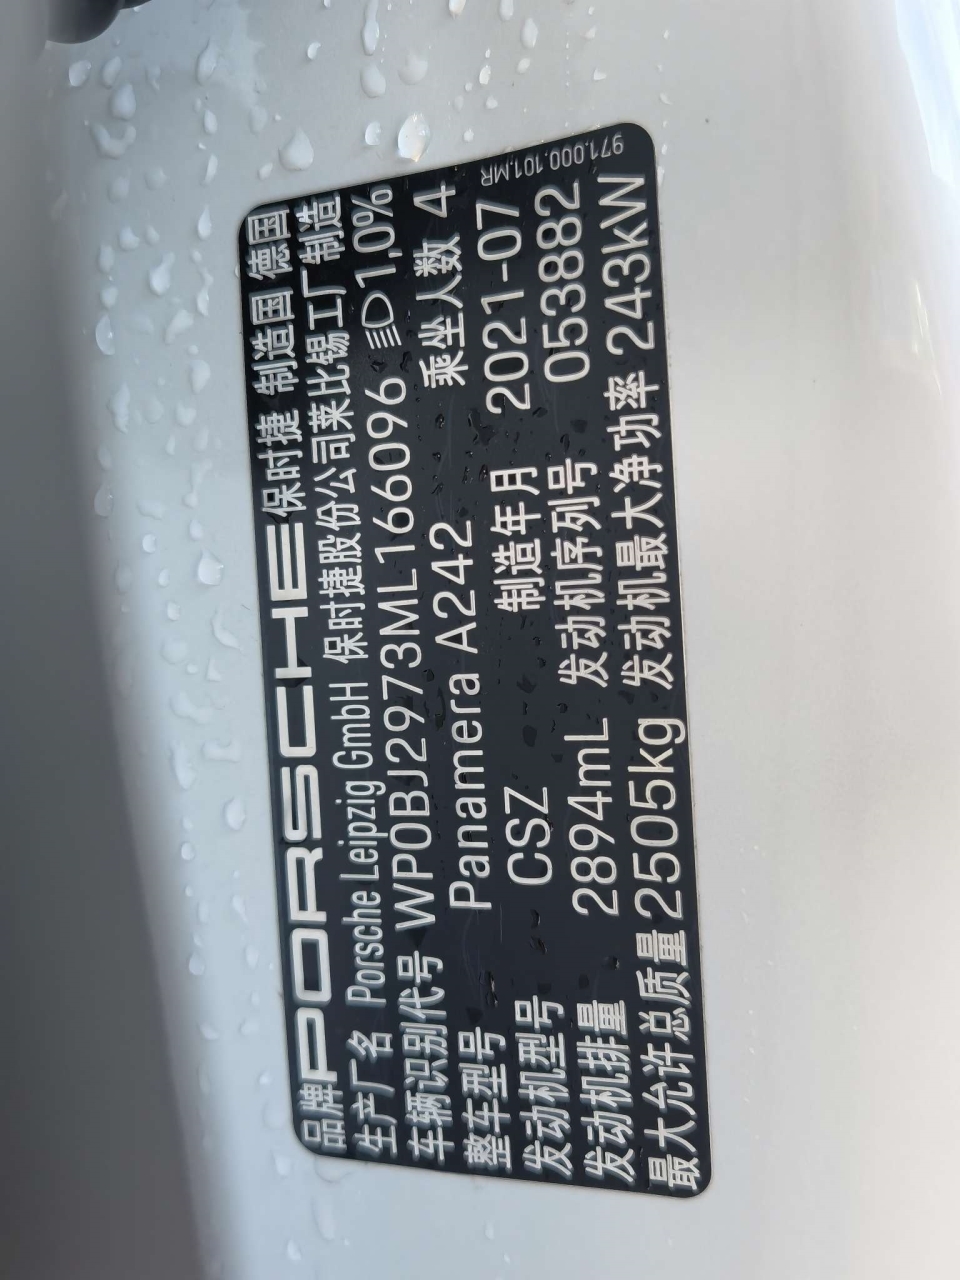 品牌 PORSCHE 保时捷 制造国 德国
生产厂名 Porsche Leipzig GmbH 保时捷股份公司莱比锡工厂制造
车辆识别代号 WP0BJ2973ML166096 1,0%
整车型号 Panamera A242 乘坐人数 4
发动机型号 CSZ 制造年月 2021-07
发动机排量 2894mL 发动机序列号 053882
最大允许总质量 2505kg 发动机最大净功率 243kW
971.000.101.MR